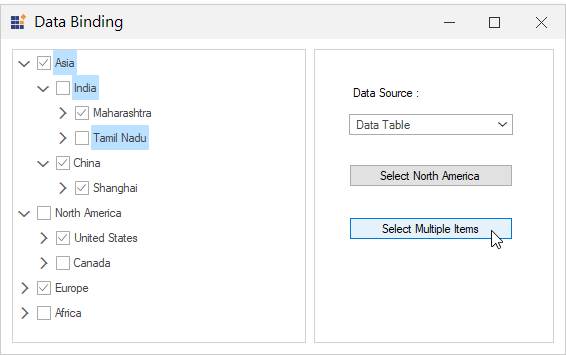 Data Binding
Asia
India
Maharashtra
Tamil Nadu
China
Shanghai
North America
United States
Canada
Europe
Africa
Data Source :
Data Table
Select North America
Select Multiple Items